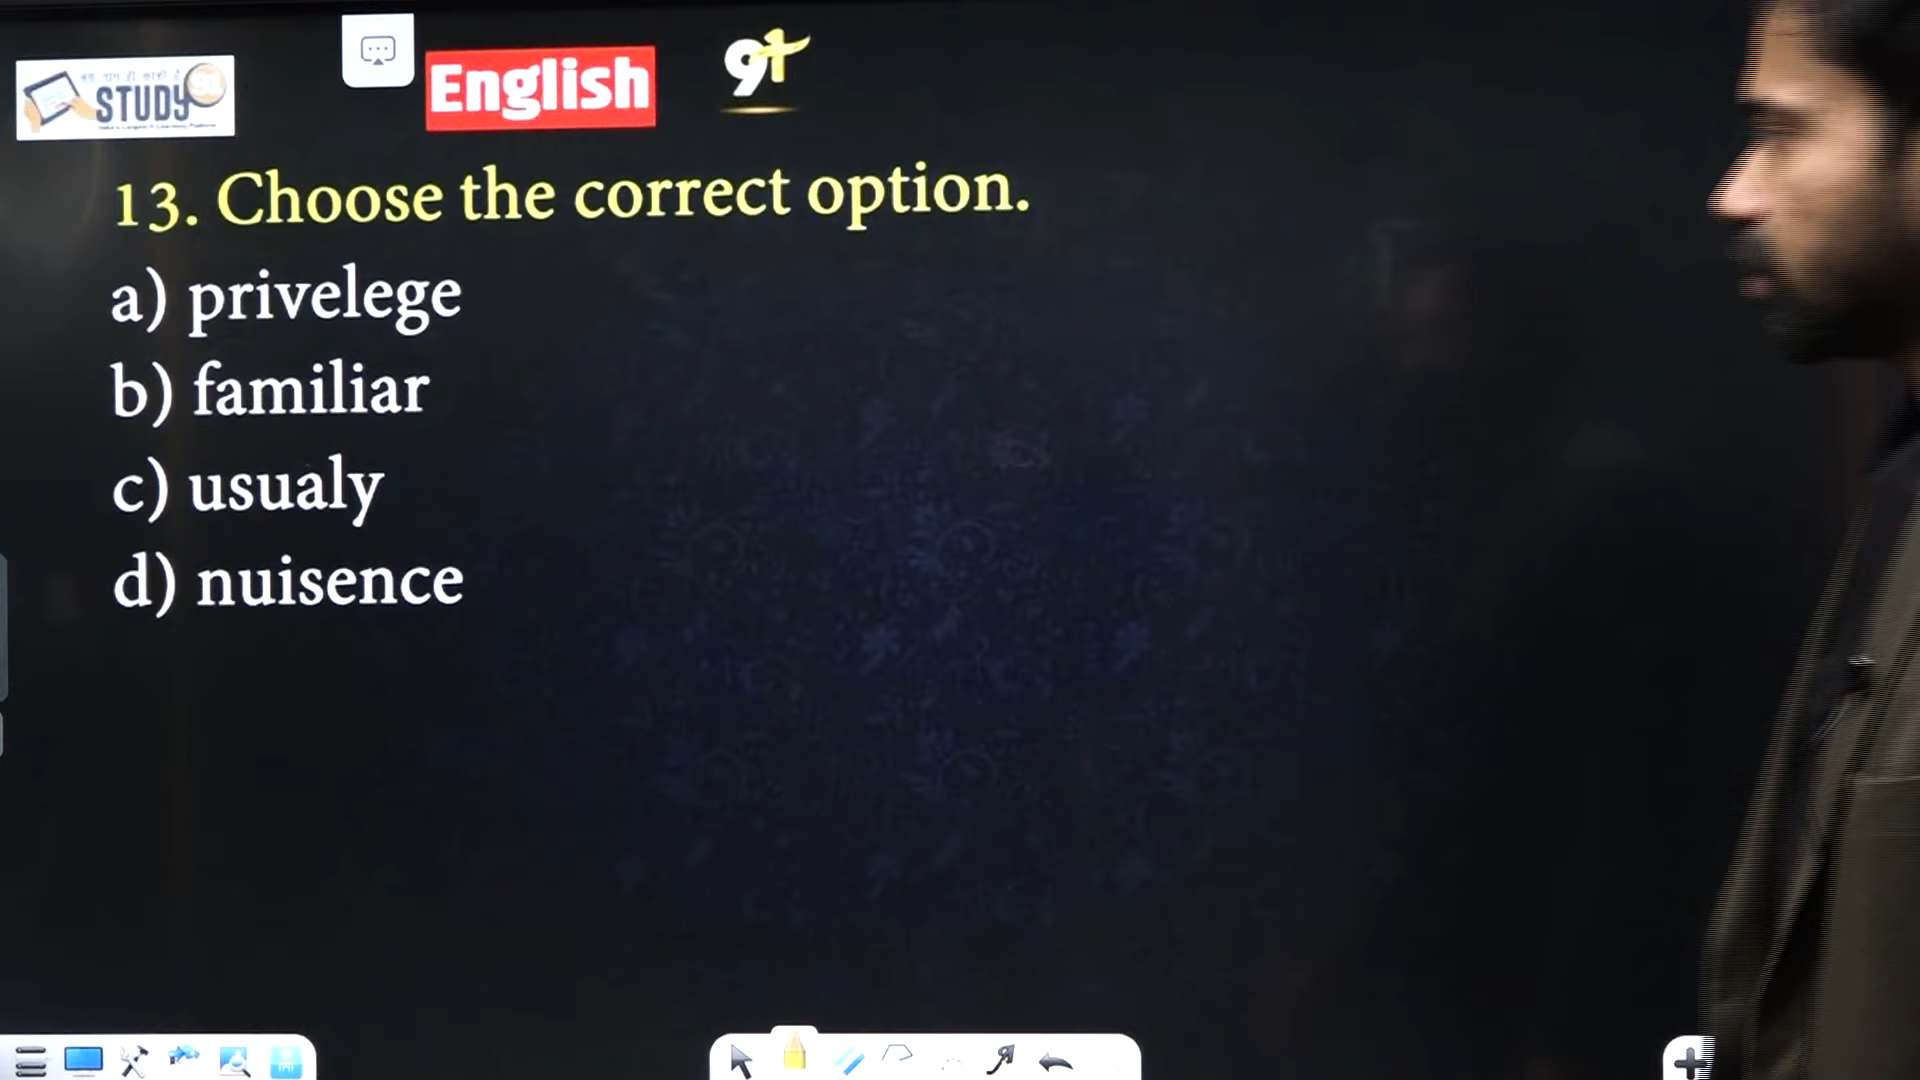 STUDY
English
9+
13. Choose the correct option.
a) privelege
b) familiar
c) usualy
d) nuisence